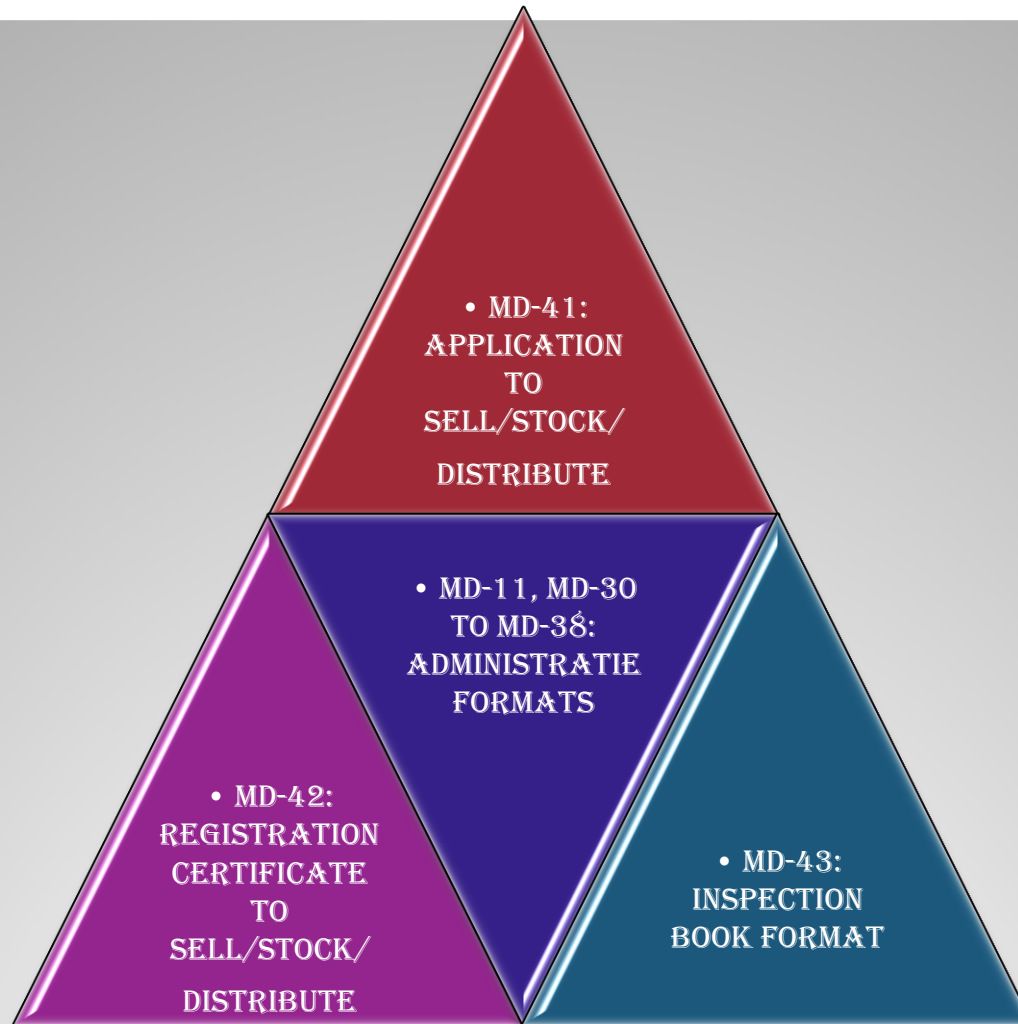 • MD-41:
APPLICATION
TO
SELL/STOCK/
DISTRIBUTE
• MD-11, MD-30
TO MD-38:
ADMINISTRATIE
FORMATS
• MD-42:
REGISTRATION
CERTIFICATE
TO
SELL/STOCK/
DISTRIBUTE
• MD-43:
INSPECTION
BOOK FORMAT